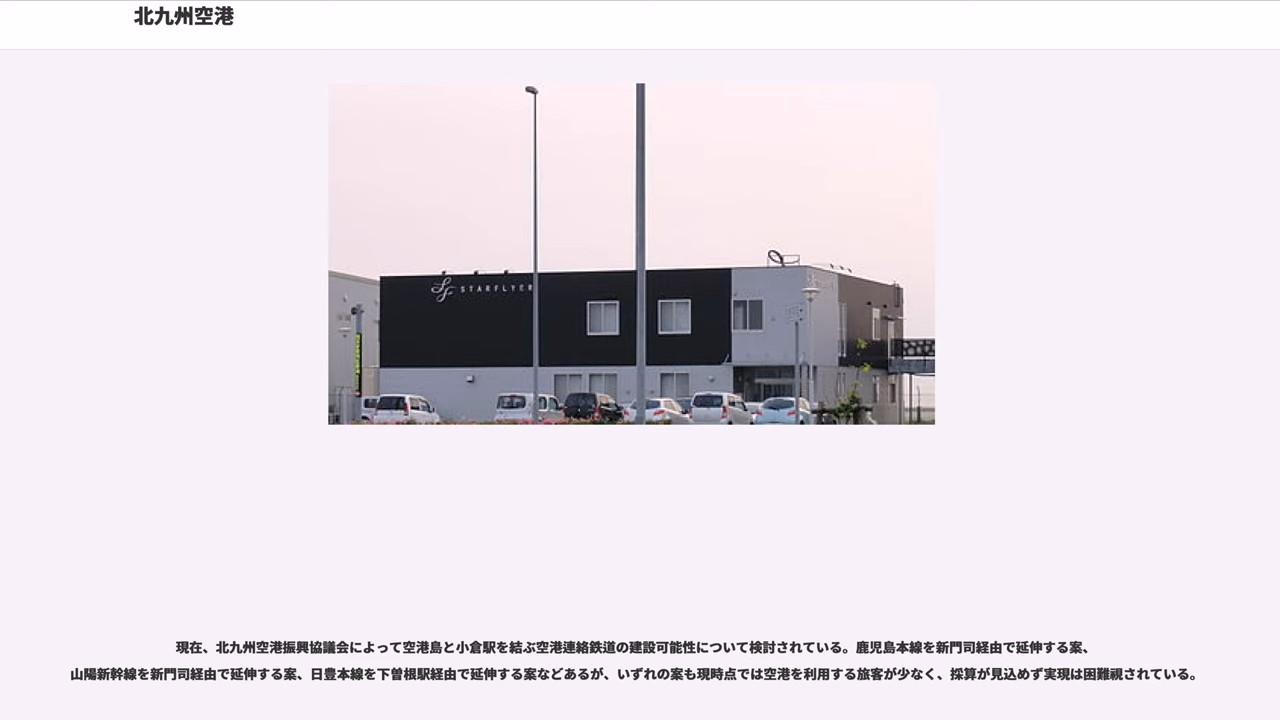 北九州空港
STARFLYER
現在、北九州空港振興協議会によって空港島と小倉駅を結ぶ空港連絡鉄道の建設可能性について検討されている。鹿児島本線を新門司経由で延伸する案、
山陽新幹線を新門司経由で延伸する案、日豊本線を下曽根駅経由で延伸する案などあるが、いずれの案も現時点では空港を利用する旅客が少なく、採算が見込めず実現は困難視されている。